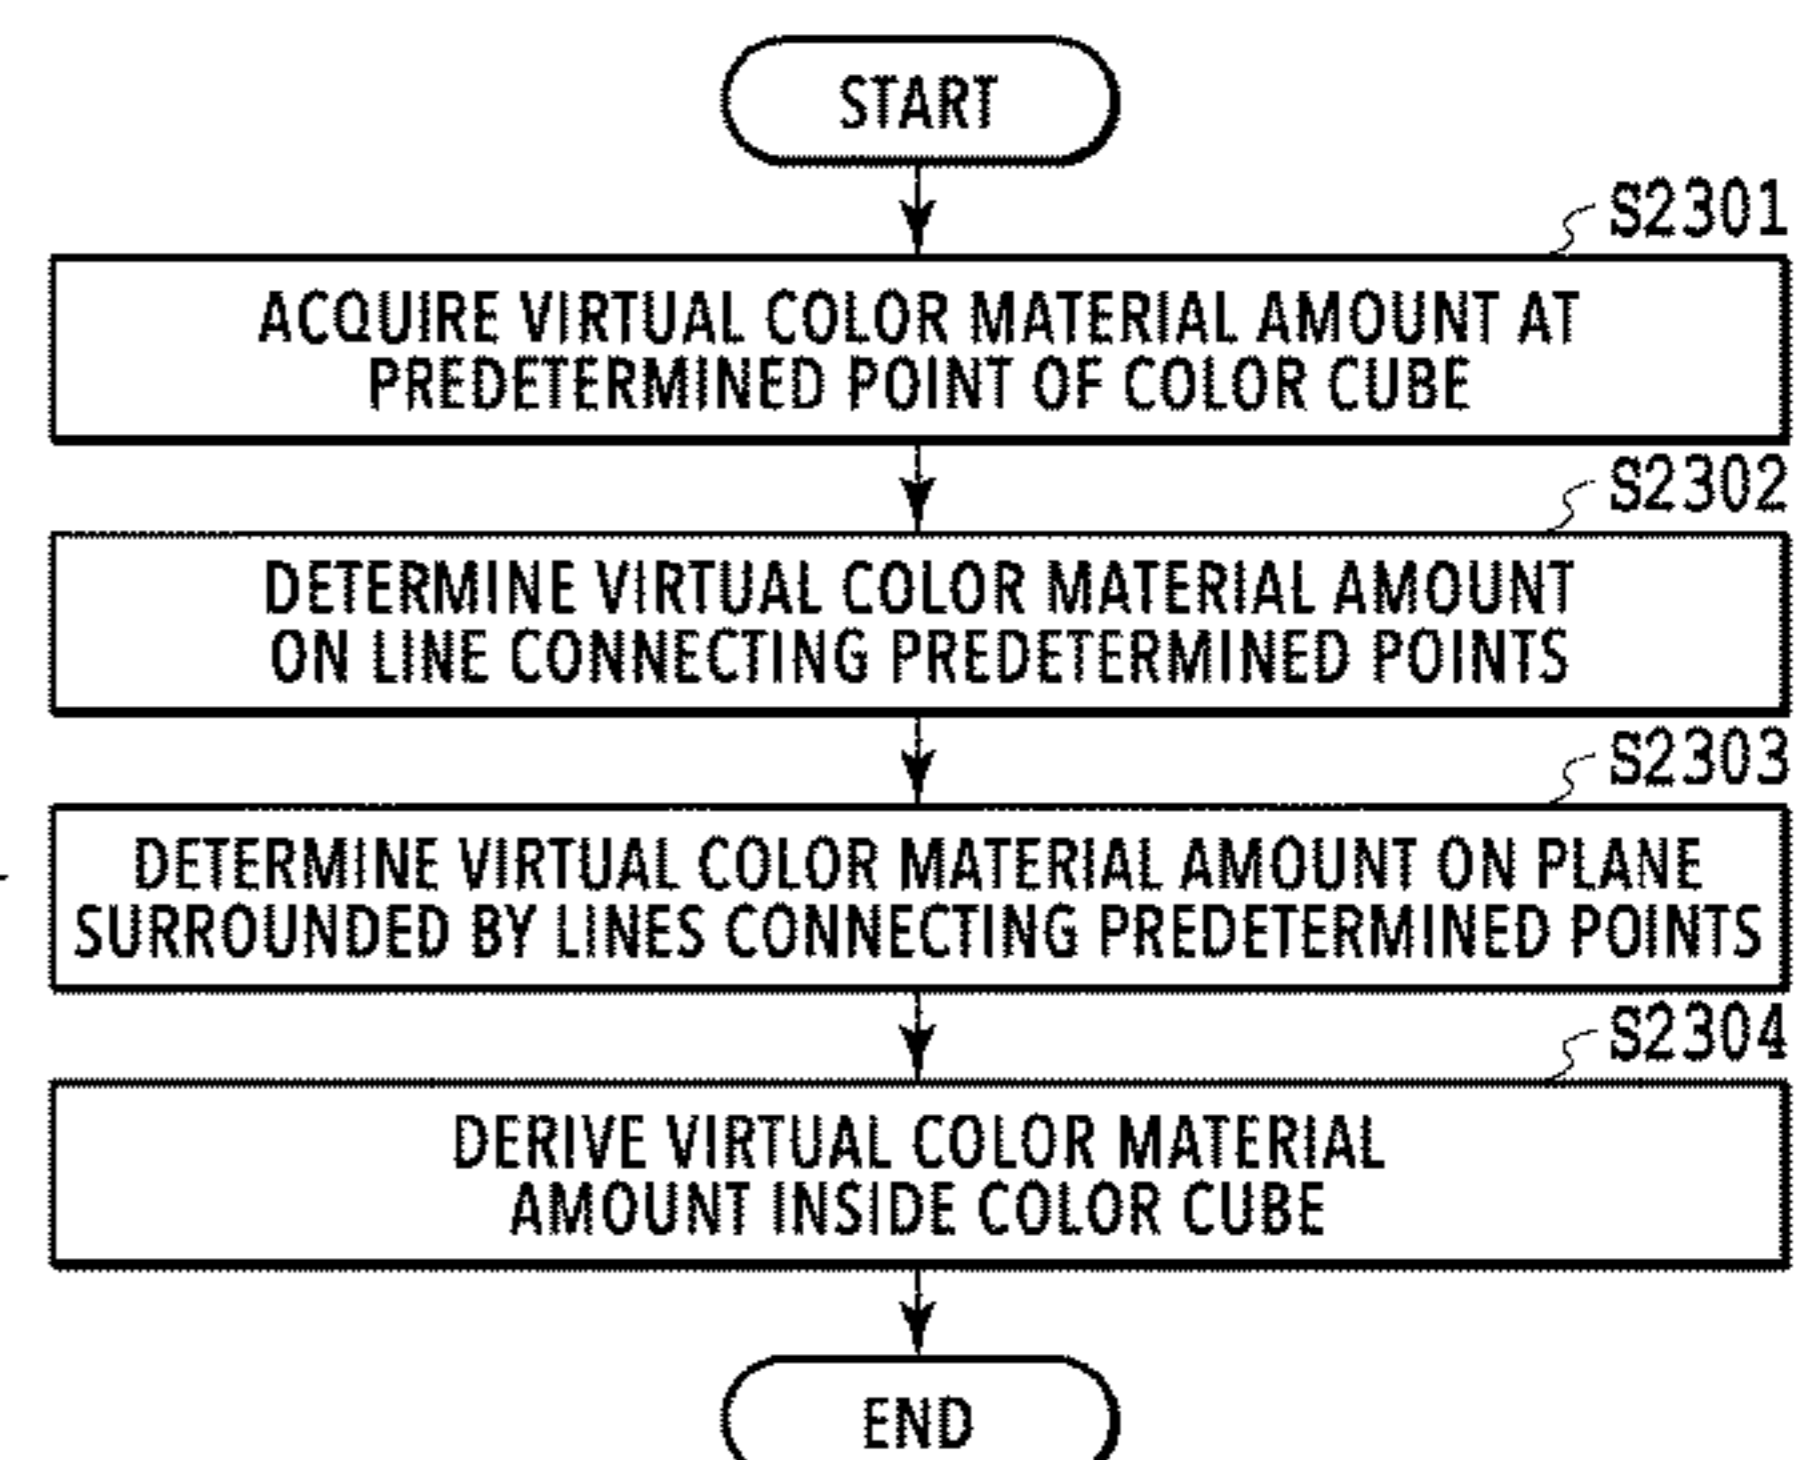 START
S2301
ACQUIRE VIRTUAL COLOR MATERIAL AMOUNT AT
PREDETERMINED POINT OF COLOR CUBE
S2302
DETERMINE VIRTUAL COLOR MATERIAL AMOUNT
ON LINE CONNECTING PREDETERMINED POINTS
S2303
DETERMINE VIRTUAL COLOR MATERIAL AMOUNT ON PLANE
SURROUNDED BY LINES CONNECTING PREDETERMINED POINTS
S2304
DERIVE VIRTUAL COLOR MATERIAL
AMOUNT INSIDE COLOR CUBE
END